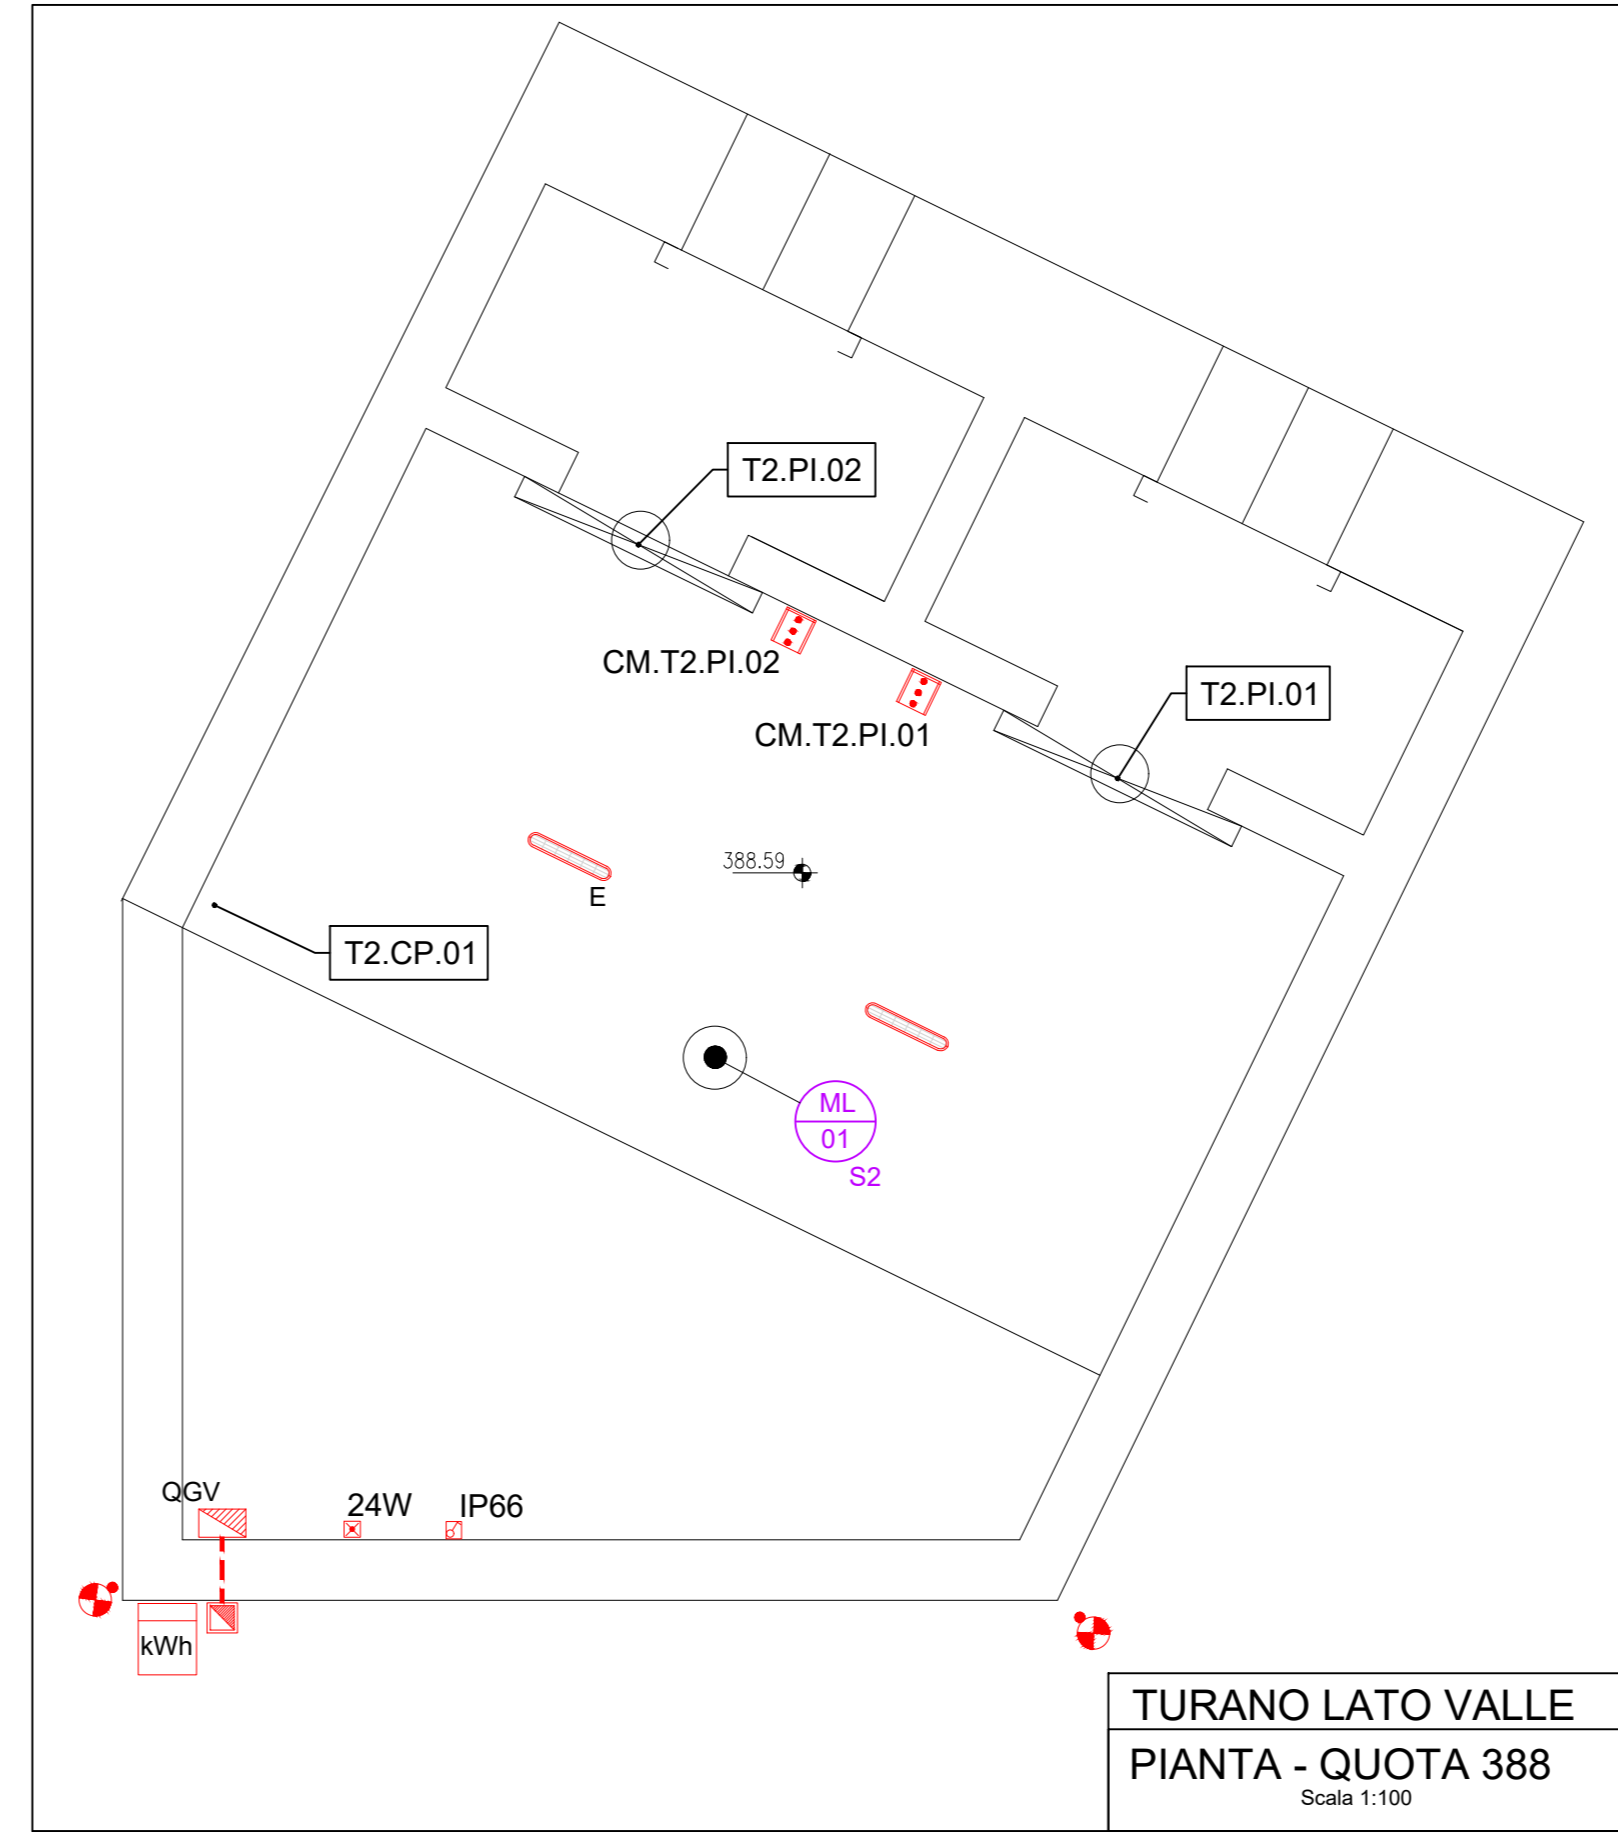 T2.PI.02
CM.T2.PI.02
T2.PI.01
CM.T2.PI.01
388.59
E
T2.CP.01
ML
01
S2
QGV
24W
IP66
kWh
TURANO LATO VALLE
PIANTA - QUOTA 388
Scala 1:100